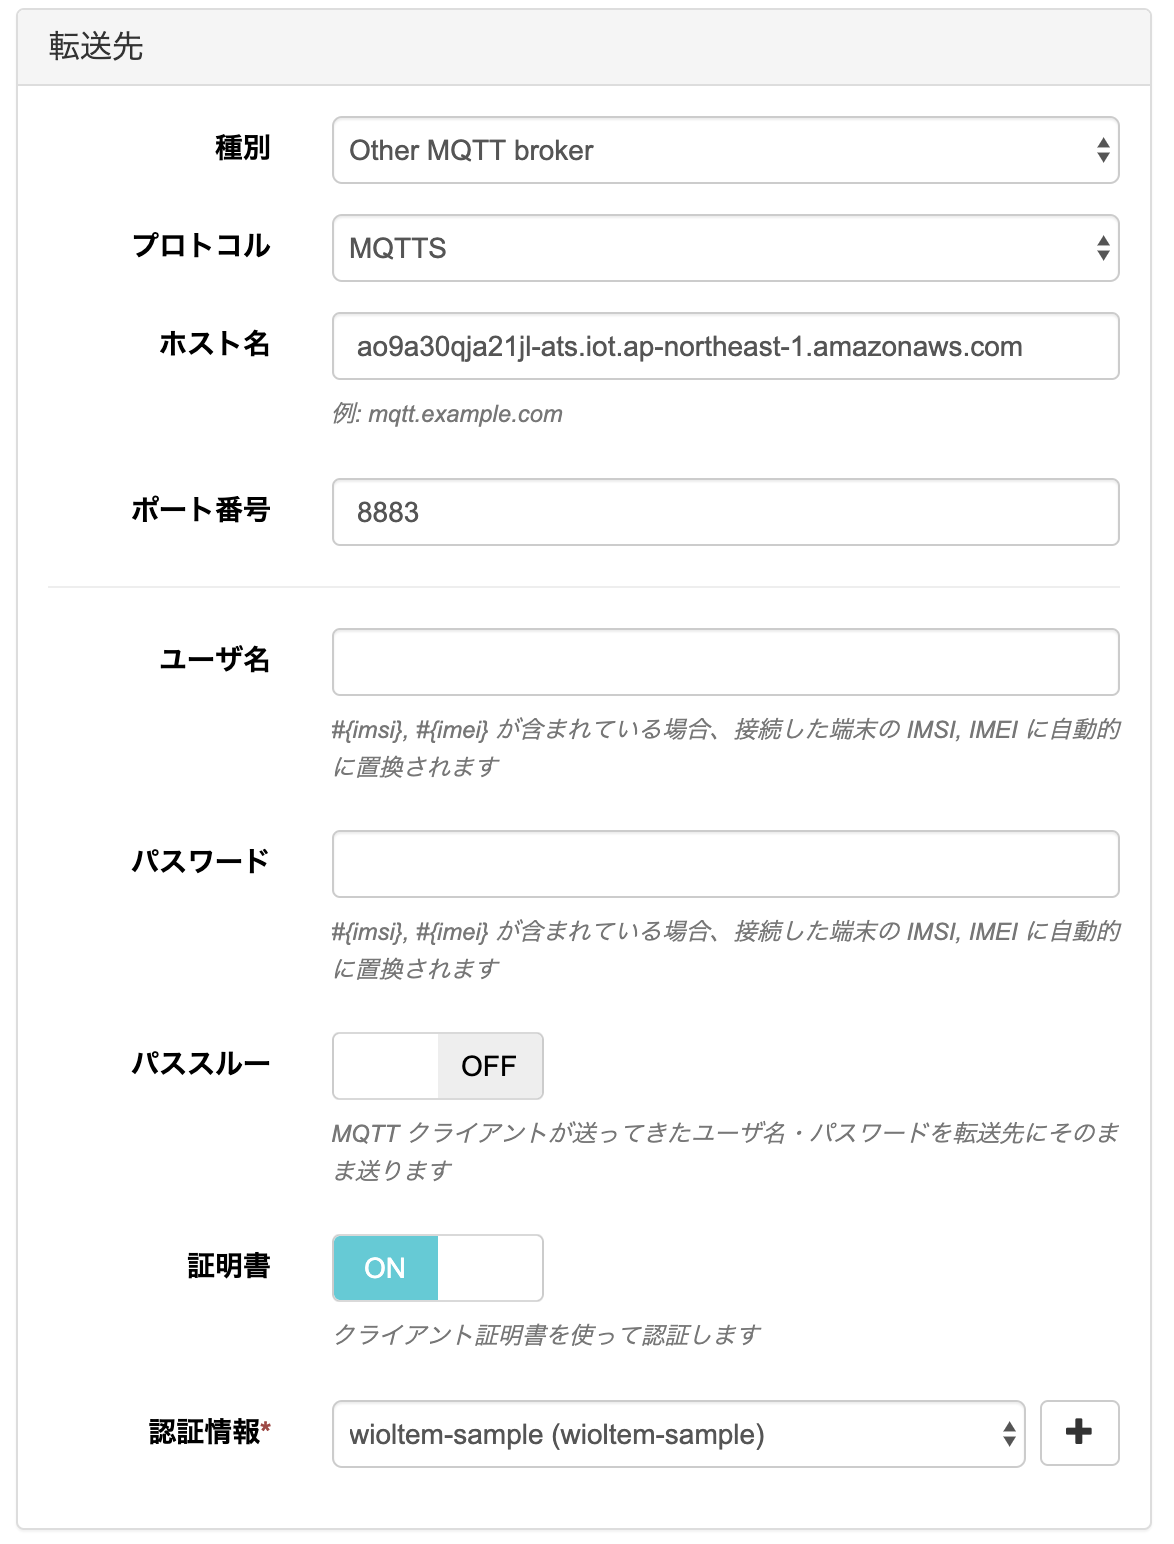 転送先
種別
Other MQTT broker
プロトコル
MQTTS
ホスト名
ao9a30qja21jl-ats.iot.ap-northeast-1.amazonaws.com
例: mqtt.example.com
ポート番号
8883
ユーザ名
#{imsi}, #{imei} が含まれている場合、接続した端末の IMSI, IMEI に自動的
に置換されます
パスワード
#{imsi}, #{imei} が含まれている場合、接続した端末の IMSI, IMEI に自動的
に置換されます
パススルー
OFF
MQTT クライアントが送ってきたユーザ名・パスワードを転送先にそのま
ま送ります
証明書
ON
クライアント証明書を使って認証します
認証情報*
wioltem-sample (wioltem-sample)